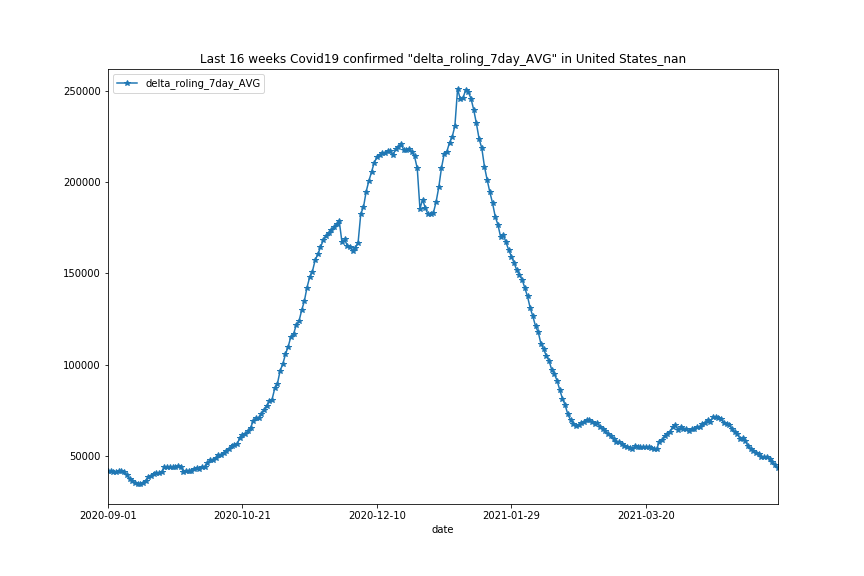 Last 16 weeks Covid19 confirmed "delta_roling_7day_AVG" in United States_nan
delta_roling_7day_AVG
250000
200000
150000
100000
50000
2020-09-01 2020-10-21 2020-12-10 2021-01-29 2021-03-20
date